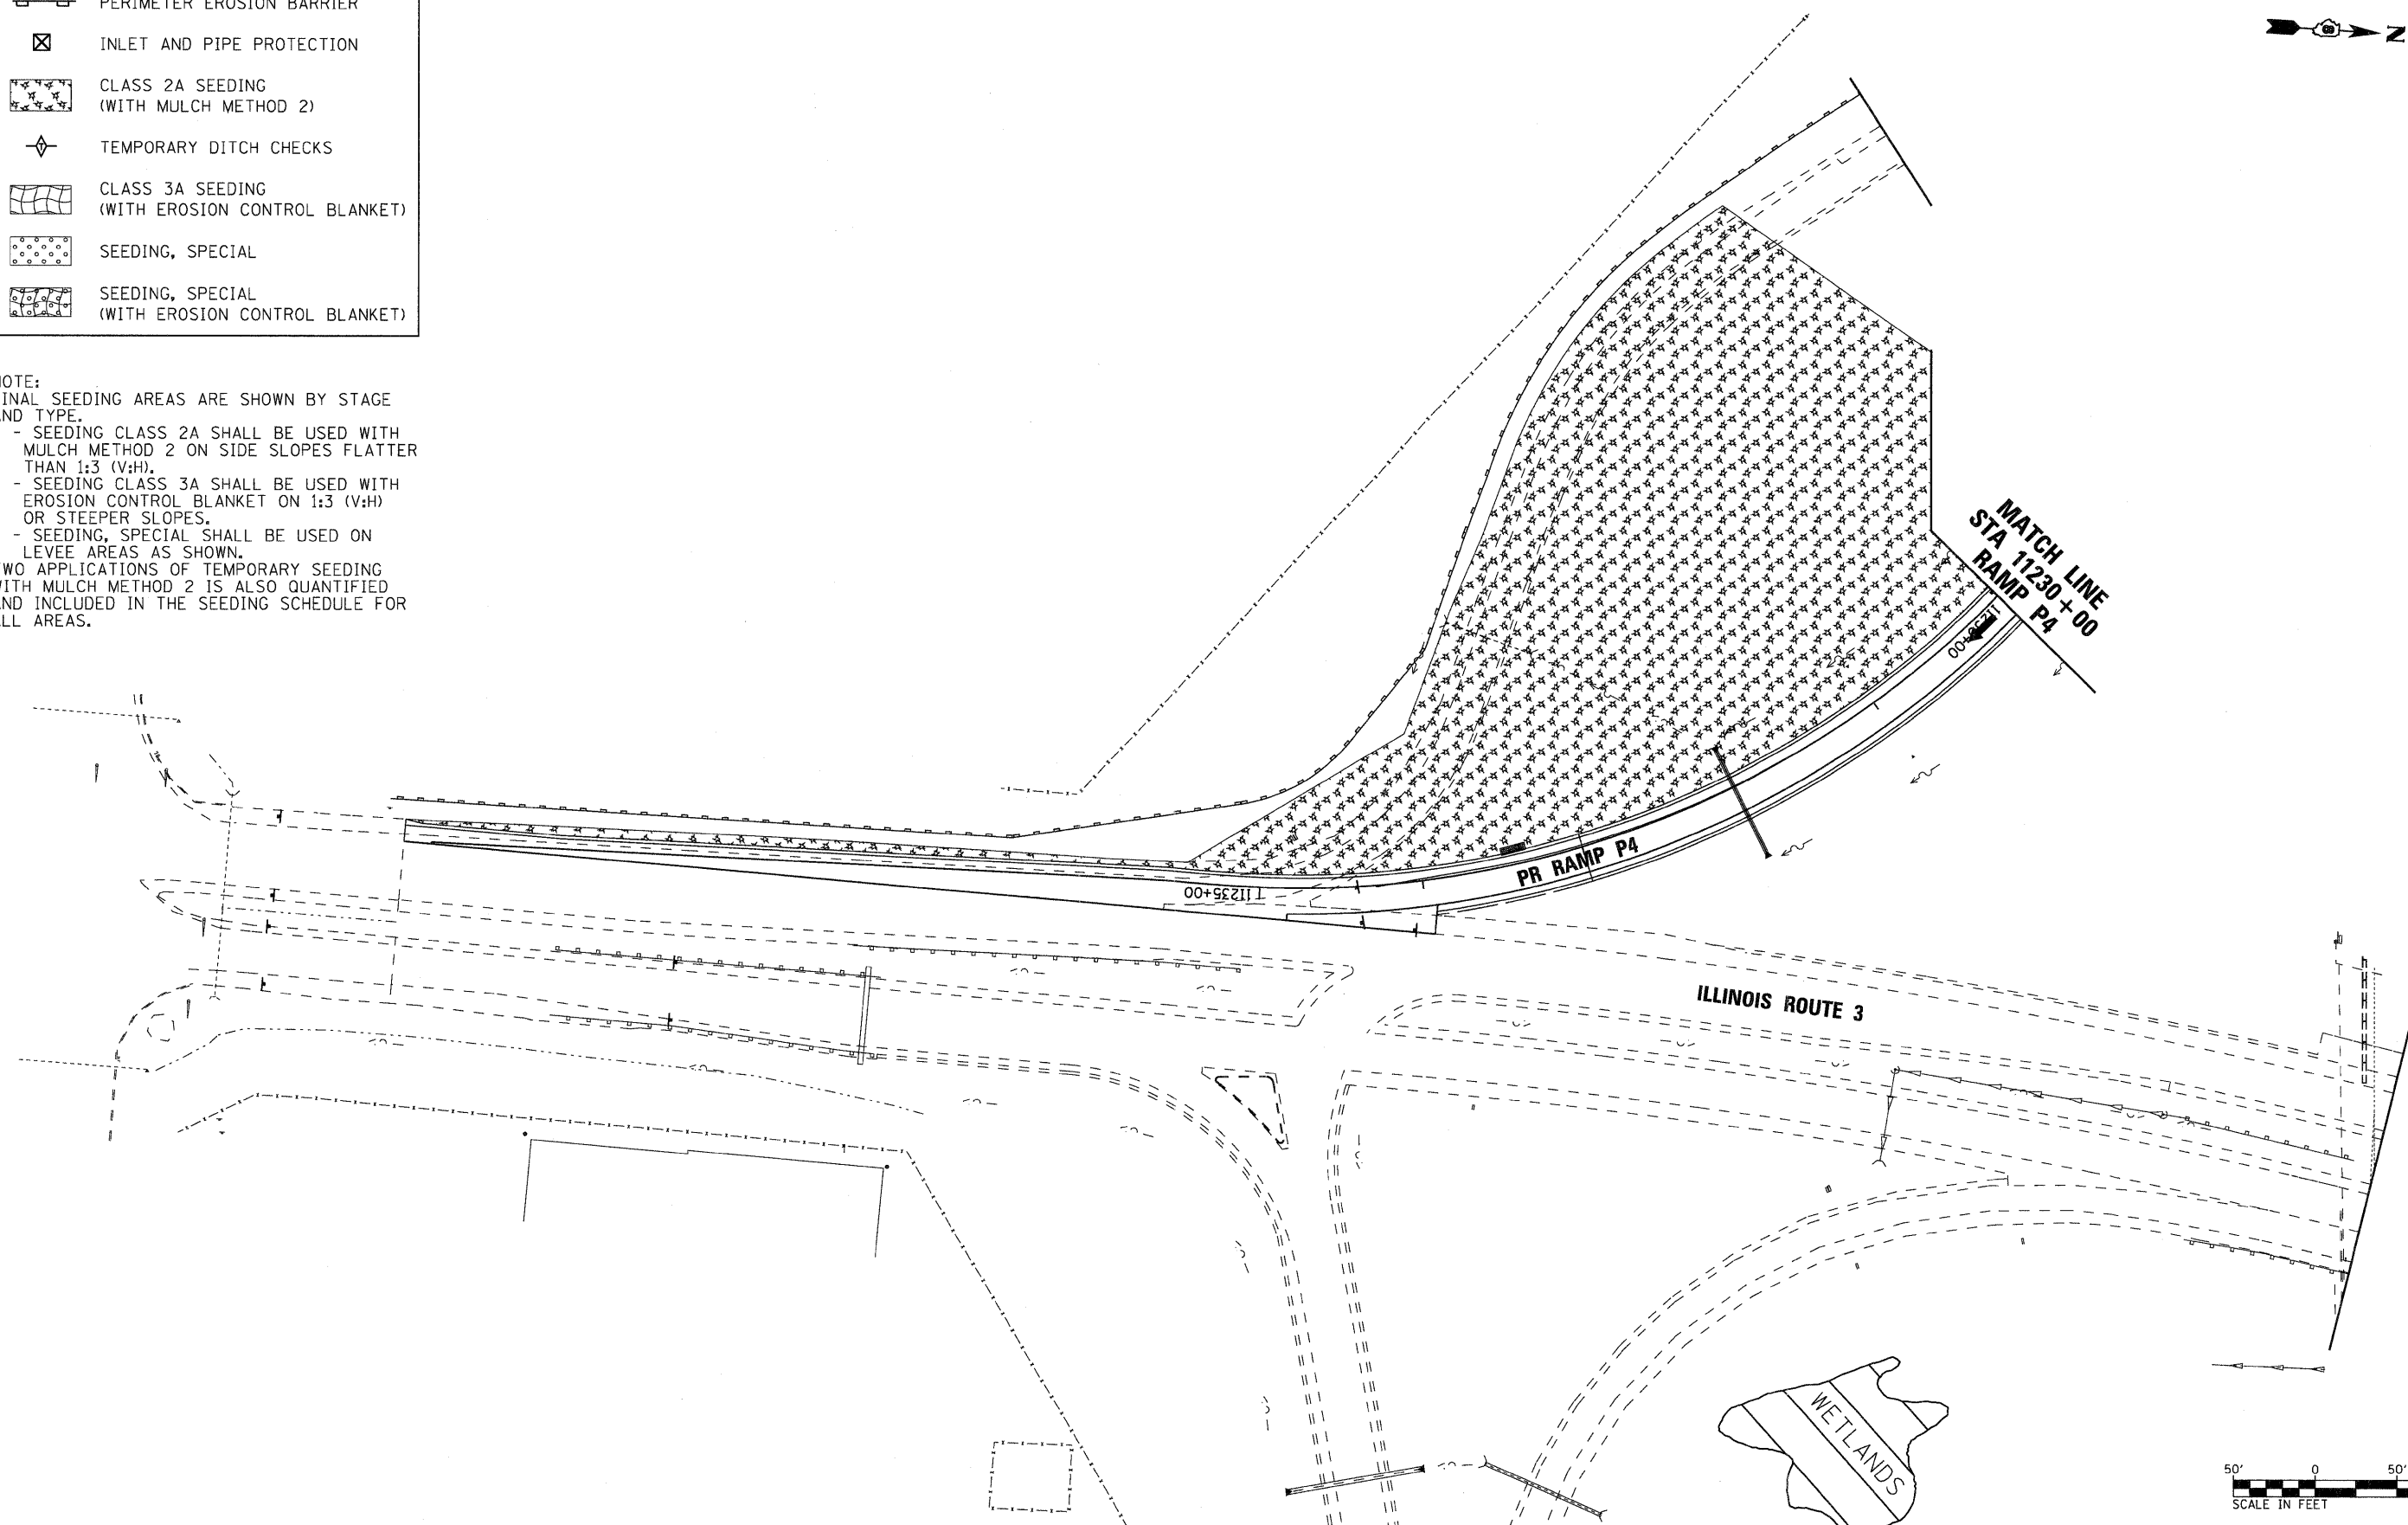 PERIMETER EROSION BARRIER
INLET AND PIPE PROTECTION
CLASS 2A SEEDING
(WITH MULCH METHOD 2)
TEMPORARY DITCH CHECKS
CLASS 3A SEEDING
(WITH EROSION CONTROL BLANKET)
SEEDING, SPECIAL
SEEDING, SPECIAL
(WITH EROSION CONTROL BLANKET)
OTE:
INAL SEEDING AREAS ARE SHOWN BY STAGE
ND TYPE.
- SEEDING CLASS 2A SHALL BE USED WITH
MULCH METHOD 2 ON SIDE SLOPES FLATTER
THAN 1:3 (V:H).
- SEEDING CLASS 3A SHALL BE USED WITH
EROSION CONTROL BLANKET ON 1:3 (V:H)
OR STEEPER SLOPES.
- SEEDING, SPECIAL SHALL BE USED ON
LEVEE AREAS AS SHOWN.
WO APPLICATIONS OF TEMPORARY SEEDING
ITH MULCH METHOD 2 IS ALSO QUANTIFIED
ND INCLUDED IN THE SEEDING SCHEDULE FOR
LL AREAS.
N
MATCH LINE
STA 11230+00
RAMP P4
11230+00
PR RAMP P4
T11235+00
ILLINOIS ROUTE 3
WETLANDS
50' 0 50'
SCALE IN FEET